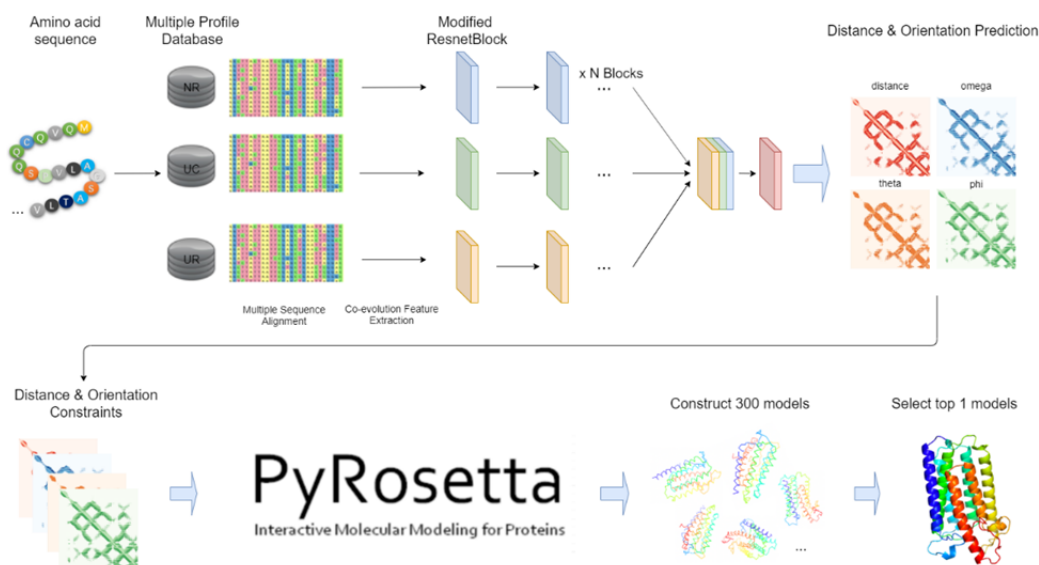 Amino acid
sequence
Multiple Profile
Database
Modified
ResnetBlock
Distance & Orientation Prediction
x N Blocks
distance
omega
theta
phi
NR
UC
UR
M
Q
V
Q
C
Q
Q
S
V
L
A
S
A
T
L
V
...
...
...
...
Multiple Sequence
Alignment
Co-evolution Feature
Extraction
Distance & Orientation
Constraints
PyRosetta
Interactive Molecular Modeling for Proteins
Construct 300 models
...
Select top 1 models